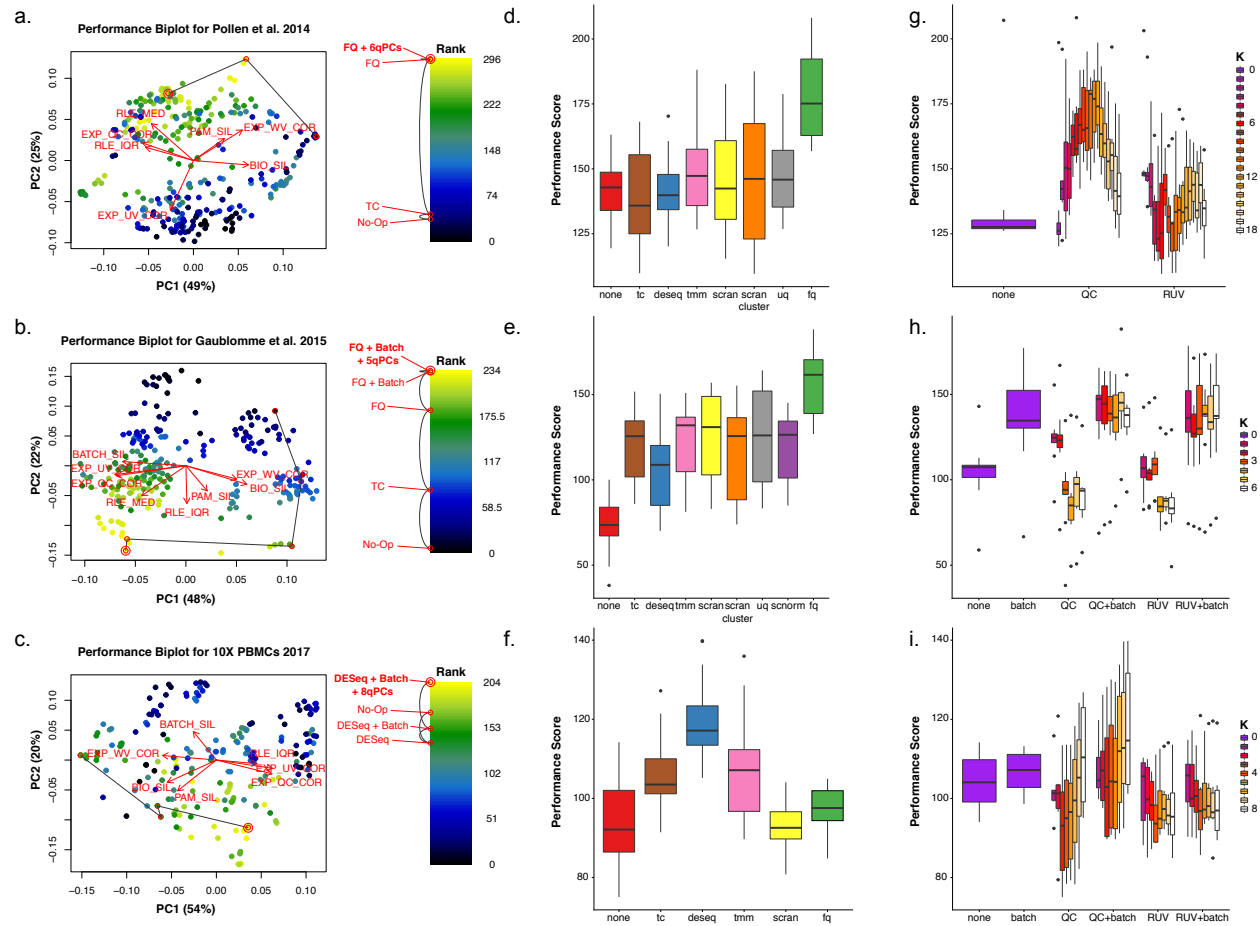 a.
Performance Biplot for Pollen et al. 2014
PC2 (25%)
0.10
0.05
0.00
−0.05
−0.10
RLE_MED
EXP_QC_COR
RLE_IQR
PAM_SIL
EXP_WV_COR
BIO_SIL
EXP_UV_COR
−0.10
−0.05
0.00
0.05
0.10
PC1 (49%)
FQ + 6qPCs
FQ
TC
No-Op
Rank
296
222
148
74
0
b.
Performance Biplot for Gaublomme et al. 2015
PC2 (22%)
0.15
0.05
−0.05
−0.15
BATCH_SIL
EXP_UV_COR
EXP_QC_COR
RLE_MED
RLE_IQR
PAM_SIL
EXP_WV_COR
BIO_SIL
−0.10
−0.05
0.00
0.05
0.10
PC1 (48%)
FQ + Batch
+ 5qPCs
FQ + Batch
FQ
TC
No-Op
Rank
234
175.5
117
58.5
0
c.
Performance Biplot for 10X PBMCs 2017
PC2 (20%)
0.10
0.05
0.00
−0.05
−0.15
BATCH_SIL
EXP_WV_COR
RLE_IQR
EXP_UV_COR
EXP_QC_COR
BIO_SIL
PAM_SIL
−0.15
−0.10
−0.05
0.00
0.05
0.10
PC1 (54%)
DESeq + Batch
+ 8qPCs
No-Op
DESeq + Batch
DESeq
Rank
204
153
102
51
0
d.
Performance Score
200
175
150
125
none
tc
deseq
tmm
scran
scran
cluster
uq
fq
e.
Performance Score
150
100
50
none
tc
deseq
tmm
scran
scran
cluster
uq
scnorm
fq
f.
Performance Score
140
120
100
80
none
tc
deseq
tmm
scran
fq
g.
Performance Score
200
175
150
125
none
QC
RUV
K
0
6
12
18
h.
Performance Score
150
100
50
none
batch
QC
QC+batch
RUV
RUV+batch
K
0
3
6
i.
Performance Score
140
120
100
80
none
batch
QC
QC+batch
RUV
RUV+batch
K
0
4
8